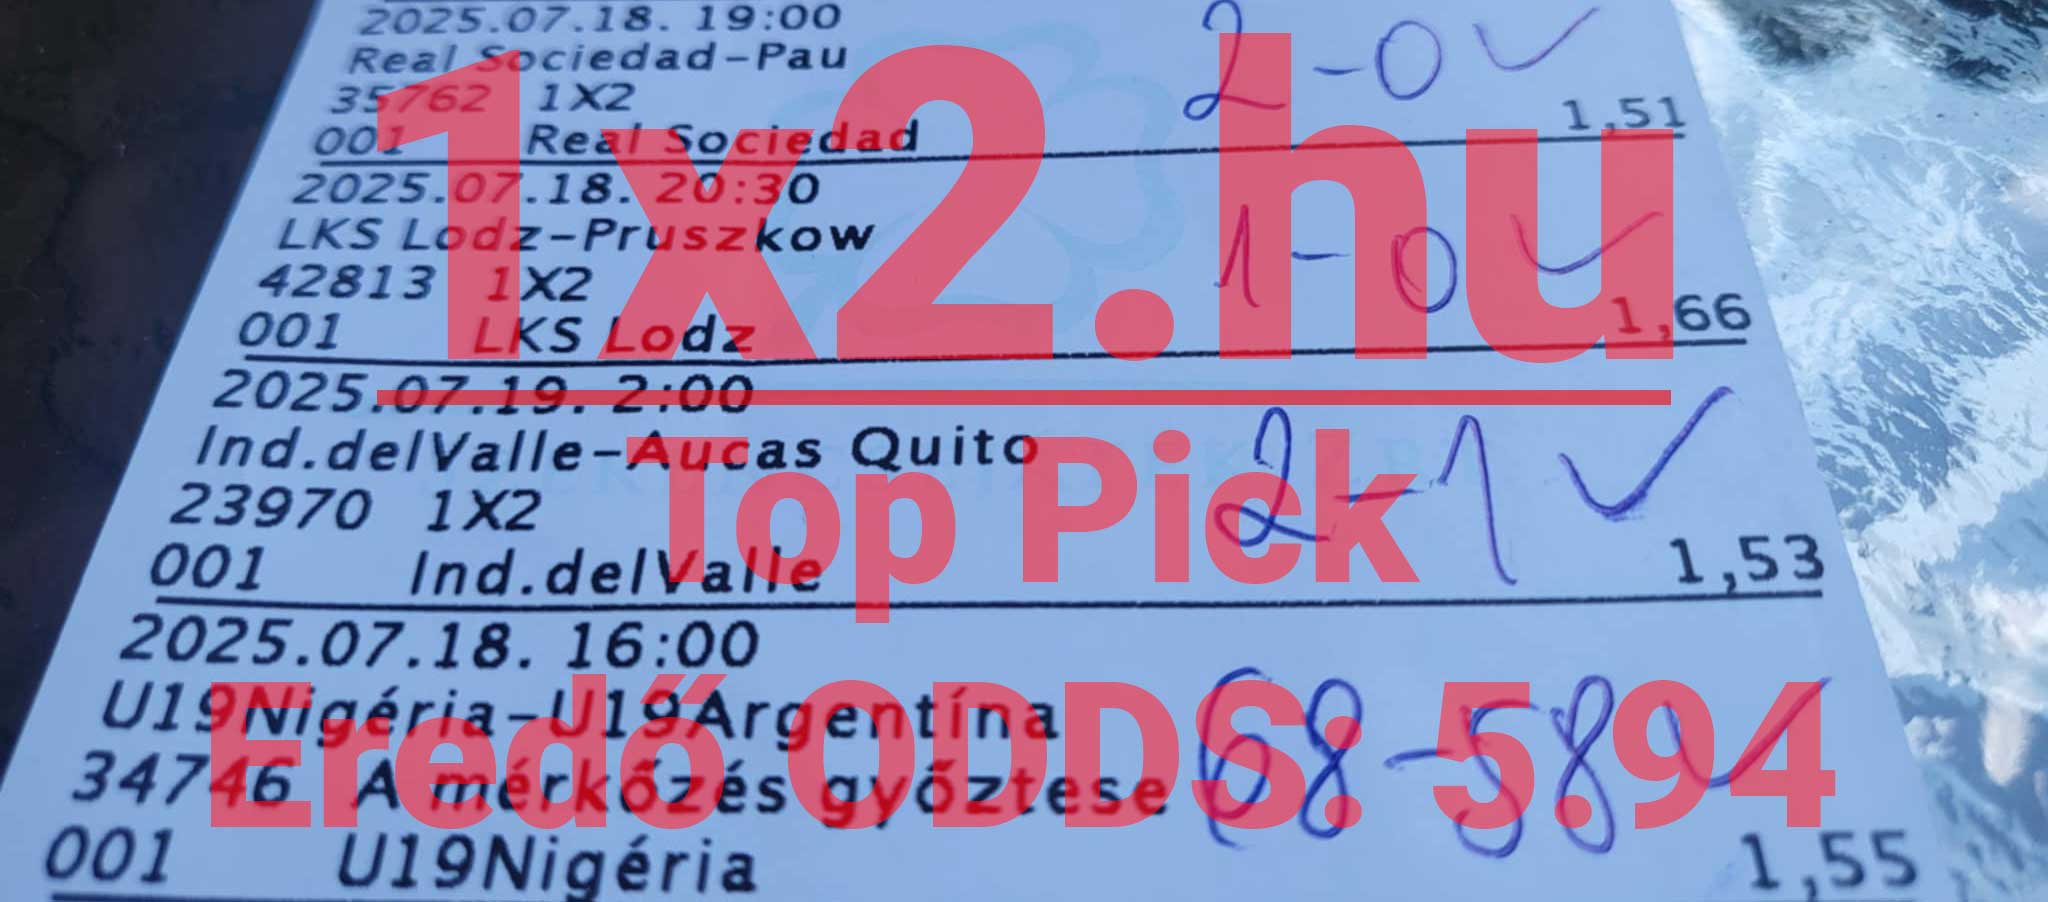 2025.07.18. 19:00
Real Sociedad-Pau
35762 1X2
001 Real Sociedad 1,51
2-0 ✓
2025.07.18. 20:30
LKS Lodz-Pruszkow
42813 1X2
001 LKS Lodz 1,66
1-0 ✓
2025.07.19. 2:00
Ind.delValle-Aucas Quito
23970 1X2
001 Ind.delValle 1,53
2-1 ✓
2025.07.18. 16:00
U19Nigéria-U19Argentína
34746 A mérkőzés győztese
001 U19Nigéria 1,55
68-58 ✓
1x2.hu
Top Pick
Eredő ODDS: 5.94